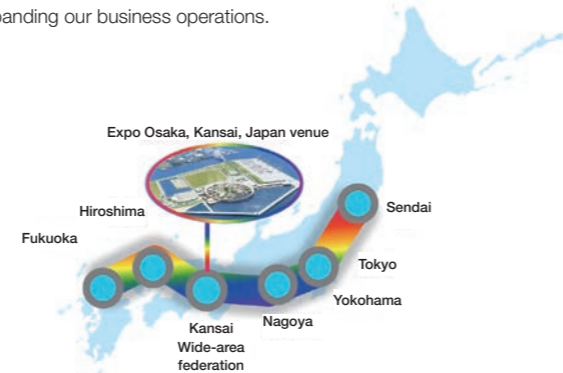 panding our business operations.
Expo Osaka, Kansai, Japan venue
Hiroshima
Sendai
Fukuoka
Tokyo
Yokohama
Nagoya
Kansai
Wide-area
federation